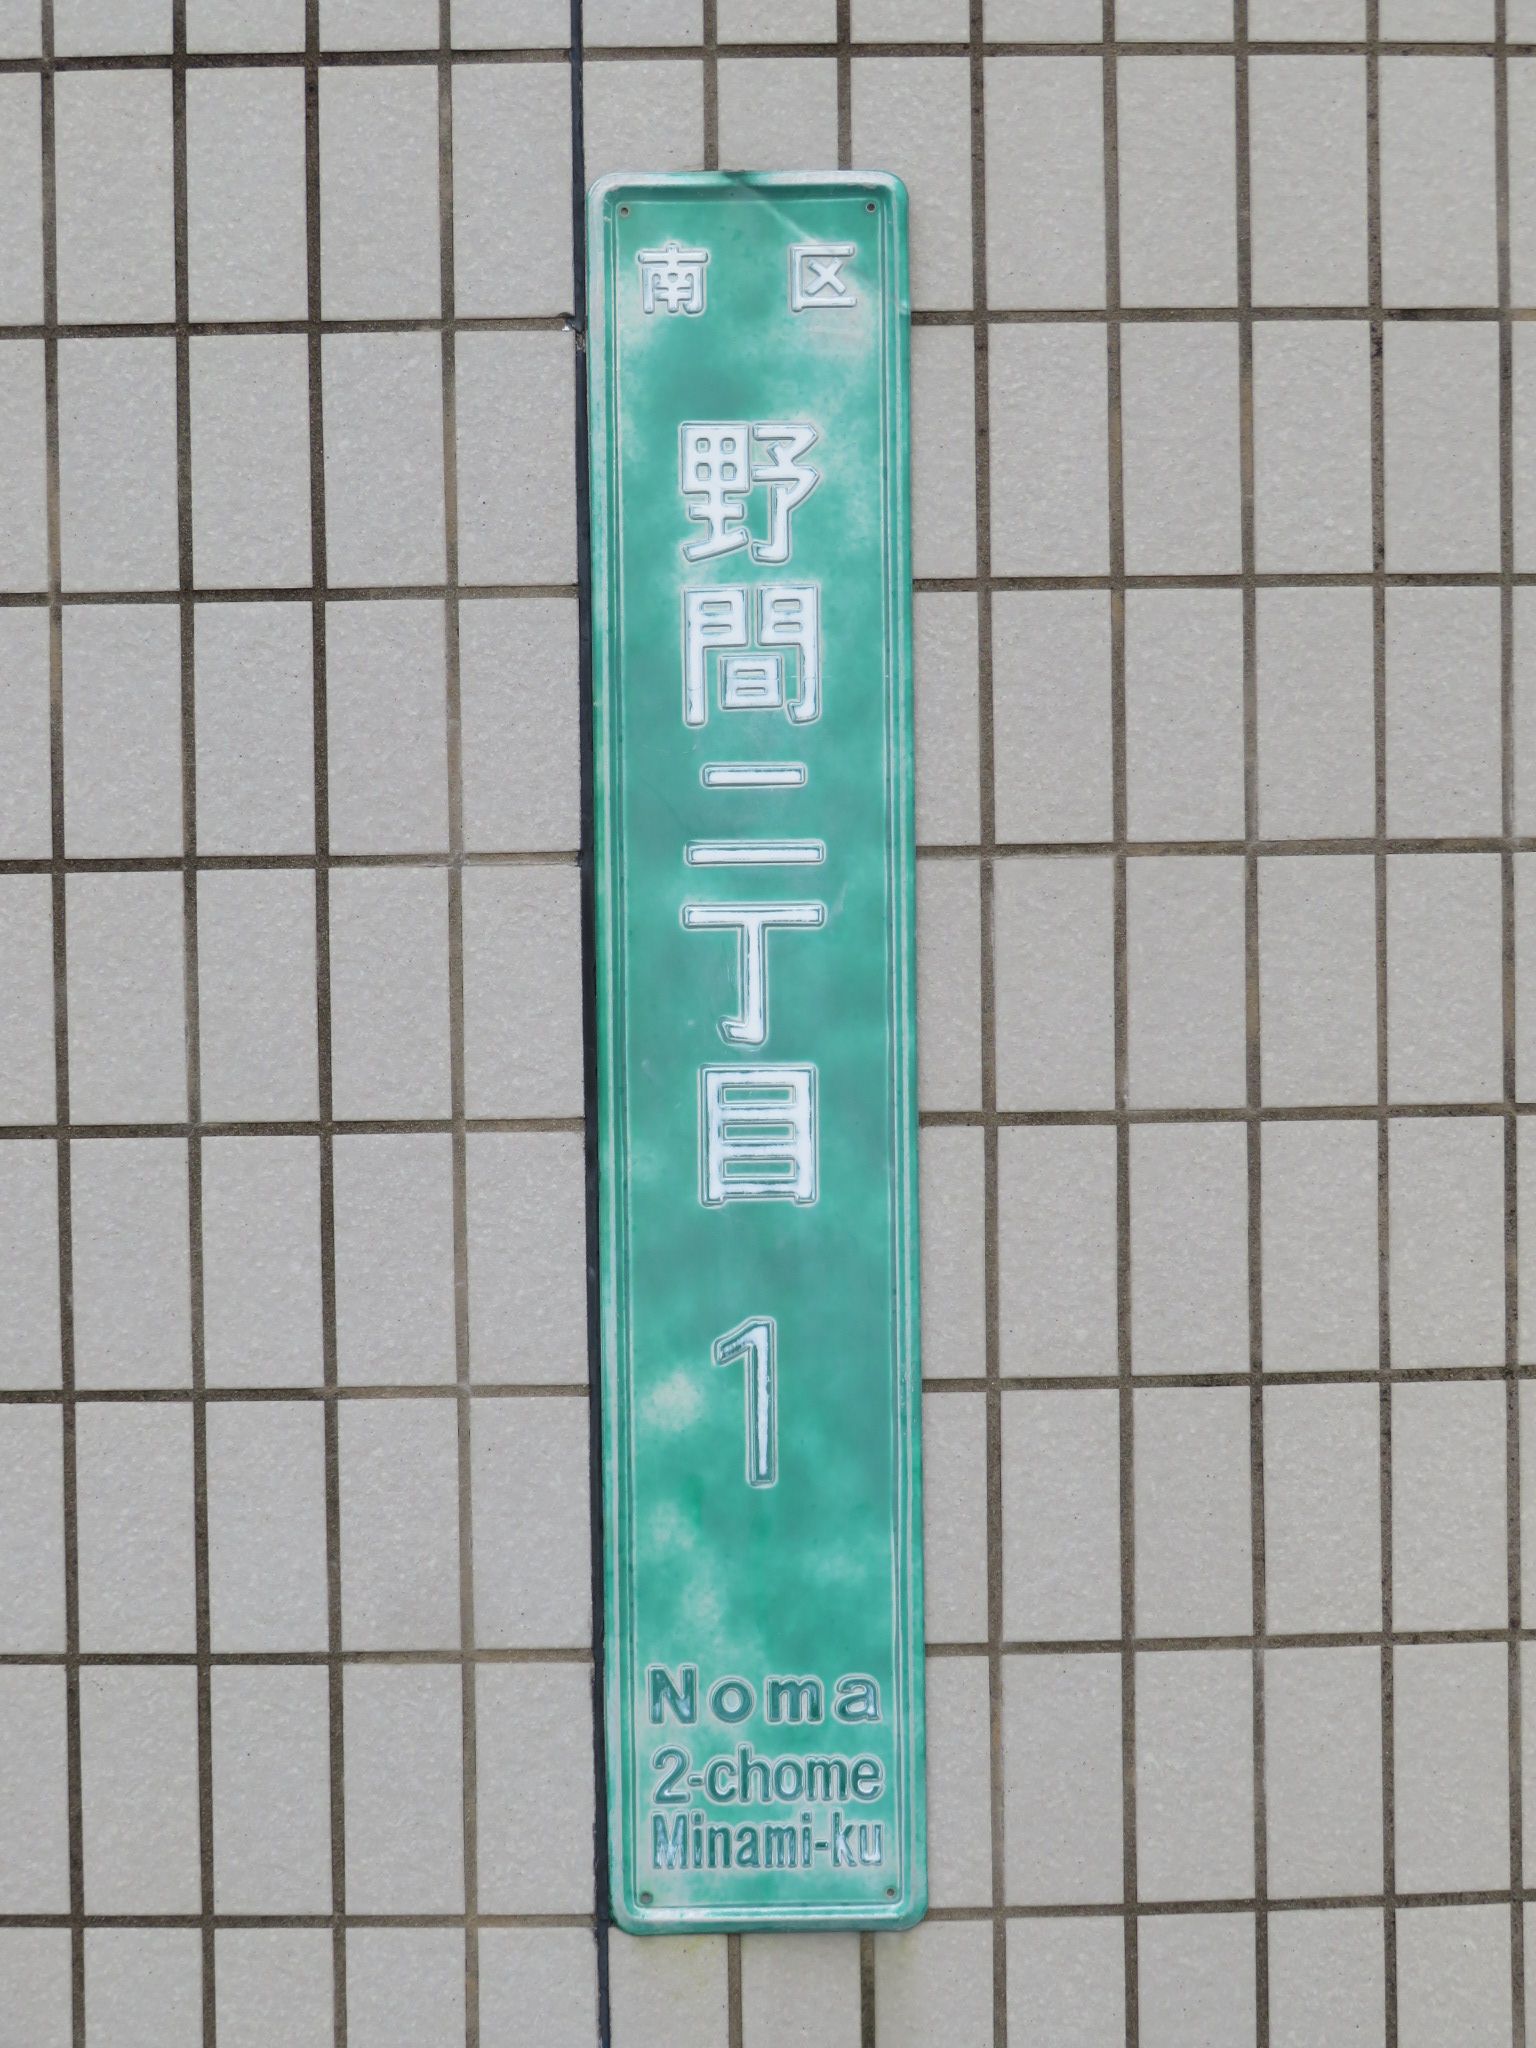 南区
野間二丁目 1
Noma
2-chome
Minami-ku